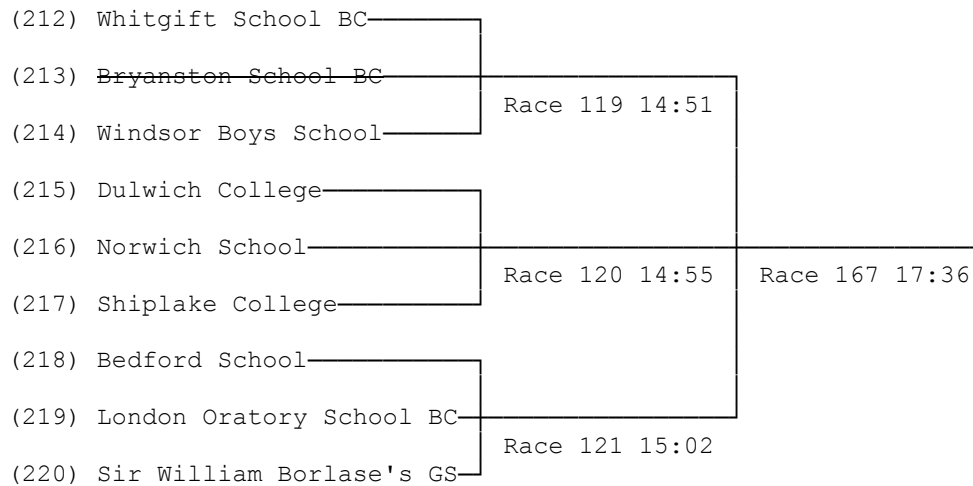 (212) Whitgift School BC
(213) Bryanston School BC
Race 119 14:51
(214) Windsor Boys School
(215) Dulwich College
(216) Norwich School
Race 120 14:55 Race 167 17:36
(217) Shiplake College
(218) Bedford School
(219) London Oratory School BC
Race 121 15:02
(220) Sir William Borlase's GS